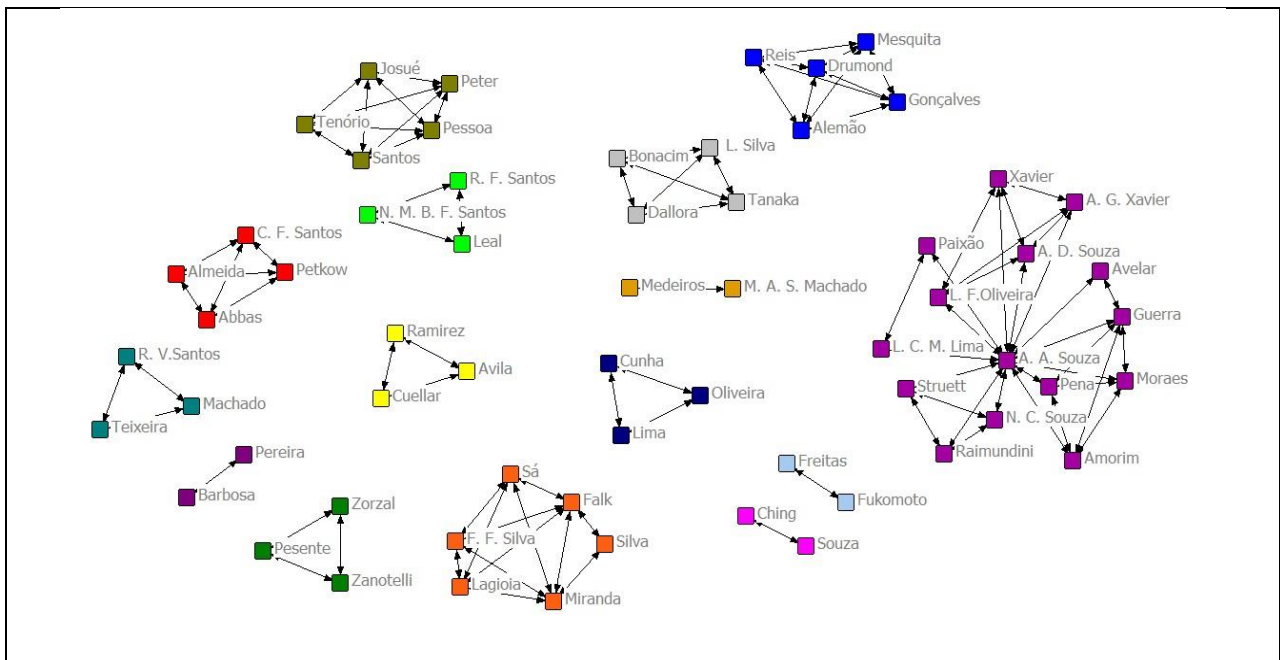 Mesquita
Reis
Drumond
Gonçalves
Alemão
Josué
Peter
Tenório
Pessoa
Santos
Bonacim
L. Silva
Tanaka
Dallora
R. F. Santos
N. M. B. F. Santos
Leal
Xavier
A. G. Xavier
Paixão
A. D. Souza
Avelar
L. F.Oliveira
Guerra
L. C. M. Lima
A. A. Souza
Struett
Pena
Moraes
N. C. Souza
Raimundini
Amorim
C. F. Santos
Almeida
Petkow
Abbas
Medeiros
M. A. S. Machado
Ramirez
Avila
Cuellar
R. V.Santos
Machado
Teixeira
Cunha
Oliveira
Lima
Pereira
Barbosa
Freitas
Fukomoto
Ching
Souza
Sá
Falk
F. F. Silva
Silva
Lagioia
Miranda
Zorzal
Pesente
Zanotelli